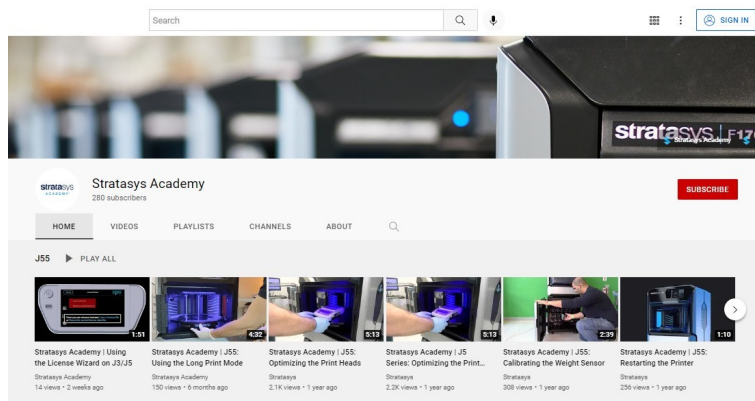 Search
SIGN IN
stratasys F170
Stratasys Academy
stratasys
ACADEMY
Stratasys Academy
280 subscribers
SUBSCRIBE
HOME VIDEOS PLAYLISTS CHANNELS ABOUT
J55 PLAY ALL
1:51 4:32 5:13 5:13 2:39 1:10
Stratasys Academy | Using the License Wizard on J3/J5
Stratasys Academy
14 views • 2 weeks ago
Stratasys Academy | J55: Using the Long Print Mode
Stratasys Academy
150 views • 6 months ago
Stratasys Academy | J55: Optimizing the Print Heads
Stratasys
2.1K views • 1 year ago
Stratasys Academy | J5 Series: Optimizing the Print...
Stratasys
2.2K views • 1 year ago
Stratasys Academy | J55: Calibrating the Weight Sensor
Stratasys
308 views • 1 year ago
Stratasys Academy | J55: Restarting the Printer
Stratasys
256 views • 1 year ago